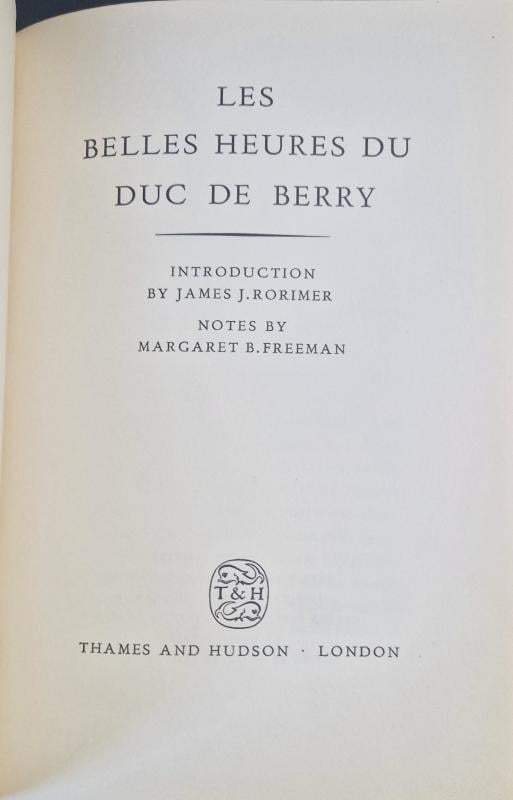 LES
BELLES HEURES DU
DUC DE BERRY
INTRODUCTION
BY JAMES J. RORIMER
NOTES BY
MARGARET B. FREEMAN
T & H
THAMES AND HUDSON · LONDON